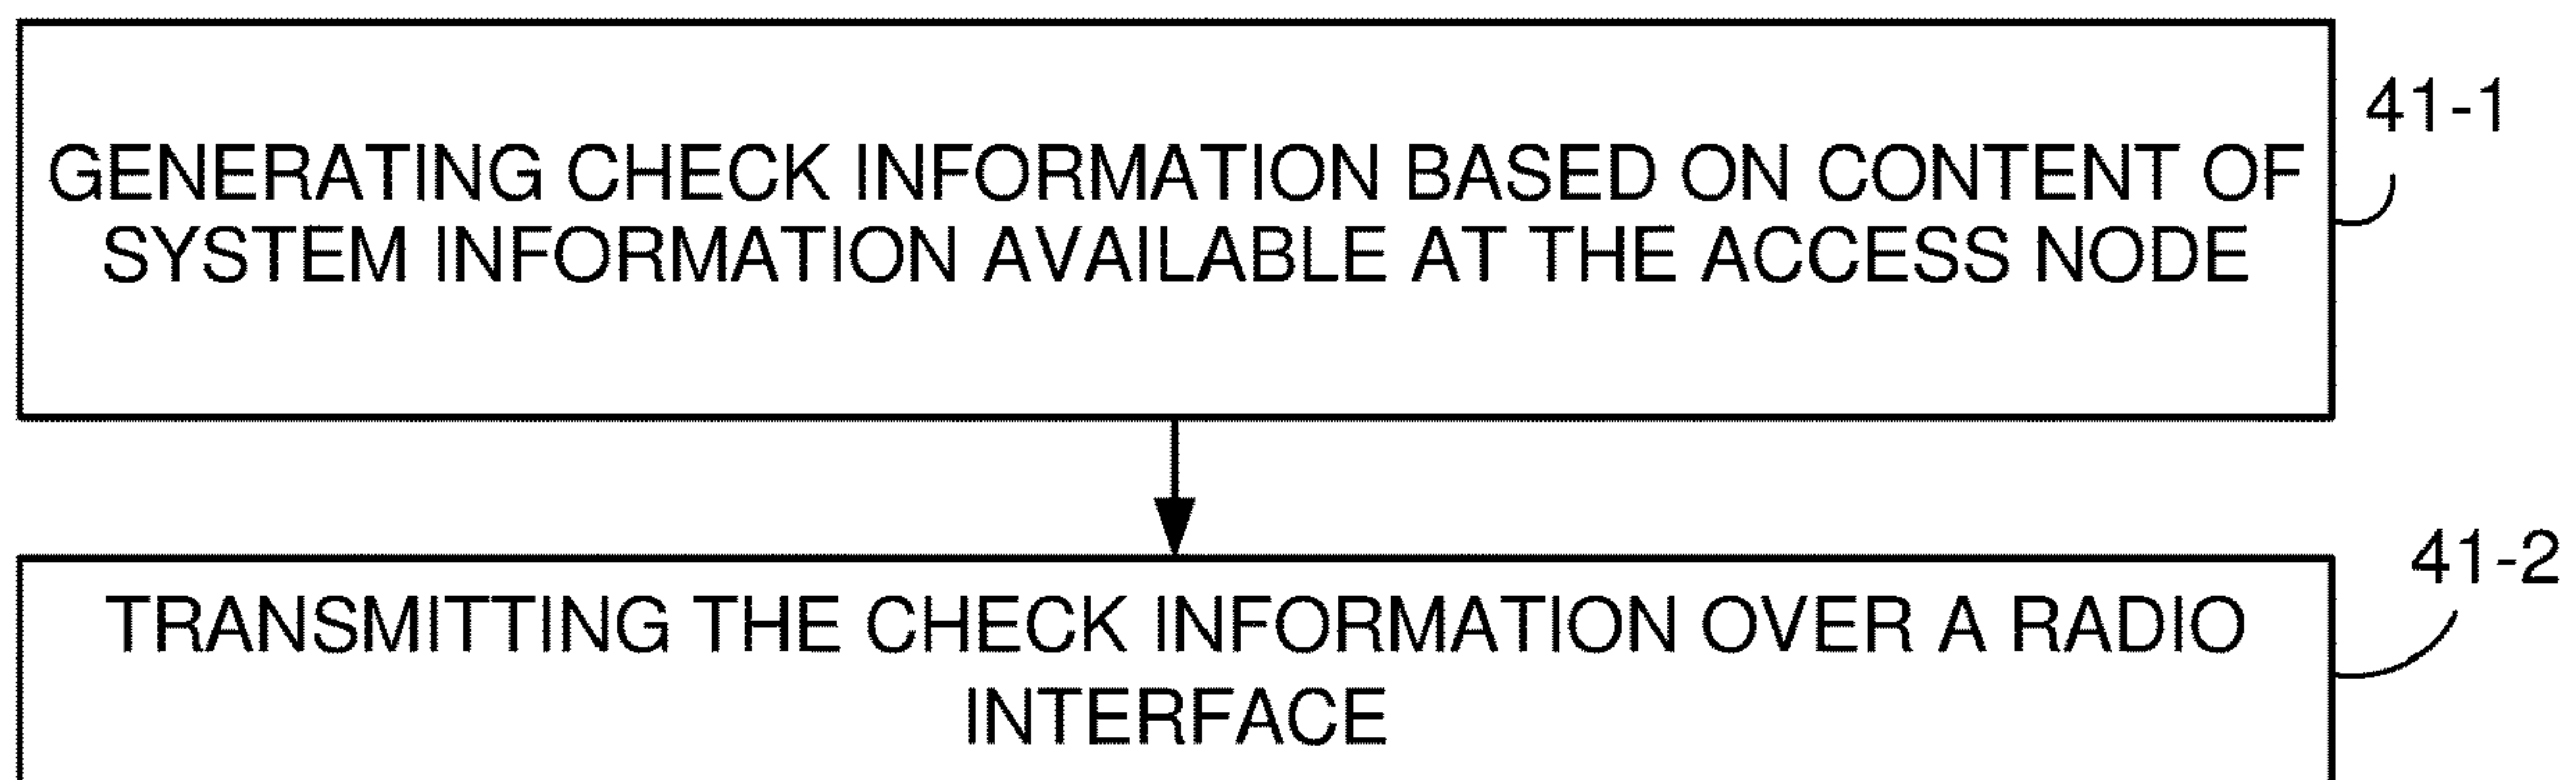 41-1
GENERATING CHECK INFORMATION BASED ON CONTENT OF
SYSTEM INFORMATION AVAILABLE AT THE ACCESS NODE
41-2
TRANSMITTING THE CHECK INFORMATION OVER A RADIO
INTERFACE